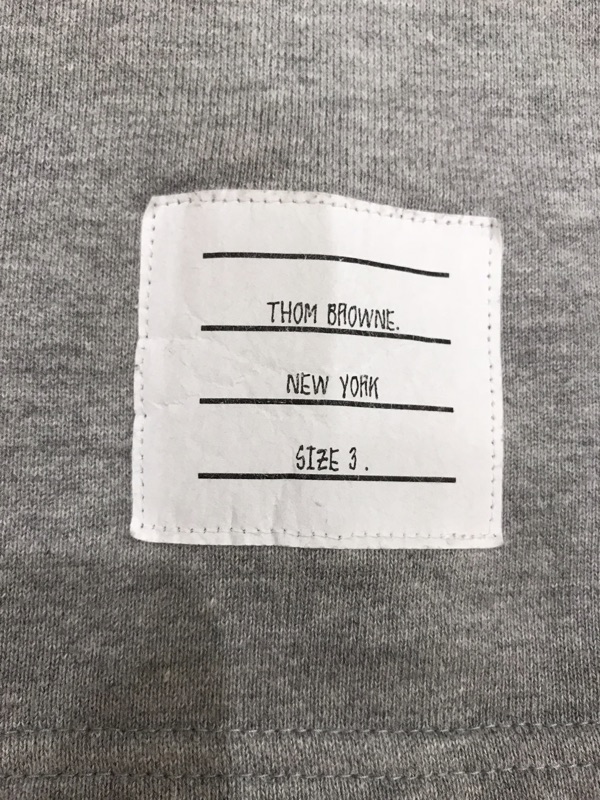 THOM BROWNE.
NEW YORK
SIZE 3.